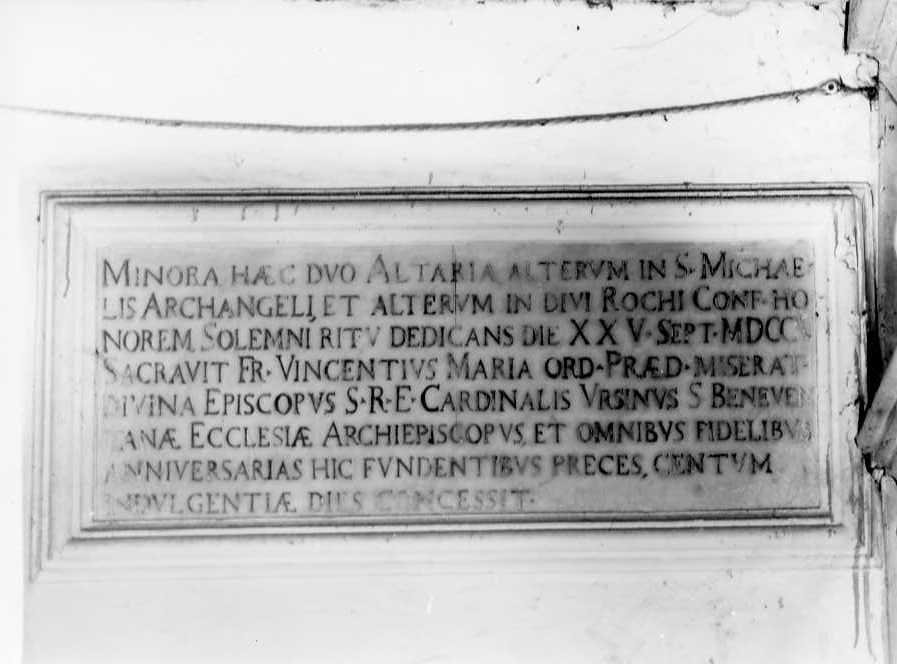 MINORA HÆC DVO ALTARIA ALTERVM IN S·MICHAE-
LIS ARCHANGELI, ET ALTERVM IN DIVI ROCHI CONF·HO
NOREM SOLEMNI RITV DEDICANS DIE XXV·SEPT·
SACRAVIT FR·VINCENTIVS MARIA ORD·PRÆD·MISERAT·
DIVINA EPISCOPVS S·R·E·CARDINALIS VRSINVS S BENEVEN
TANÆ ECCLESIÆ ARCHIEPISCOPVS, ET OMNIBVS FIDELIBVS
ANNIVERSARIAS HIC FVNDENTIBVS PRECES, CENTVM
INDVLGENTIÆ DIES CONCESSIT·